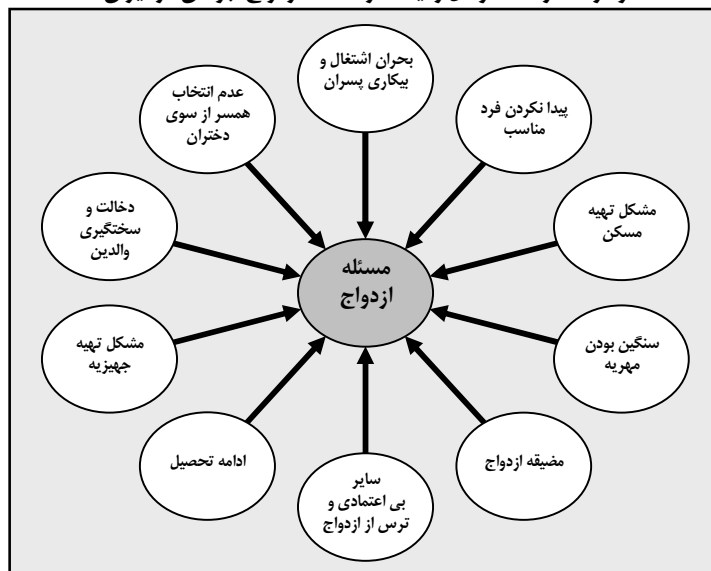 بحران اشتغال و
بیکاری پسران
پیدا نکردن فرد
مناسب
مشکل تهیه
مسکن
سنگین بودن
مهریه
مضیقه ازدواج
سایر
بی اعتمادی و
ترس از ازدواج
ادامه تحصیل
مشکل تهیه
جهیزیه
دخالت و
سختگیری
والدین
عدم انتخاب
همسر از سوی
دختران
مسئله
ازدواج